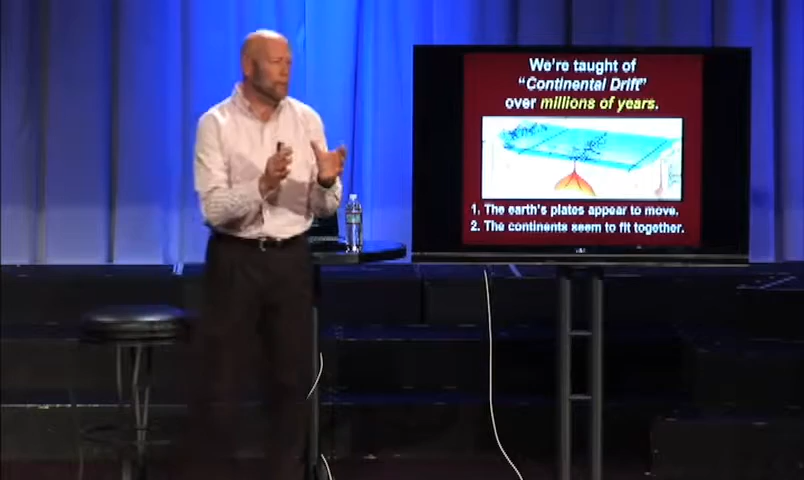 We're taught of
"Continental Drift"
over millions of years.
1. The earth's plates appear to move.
2. The continents seem to fit together.